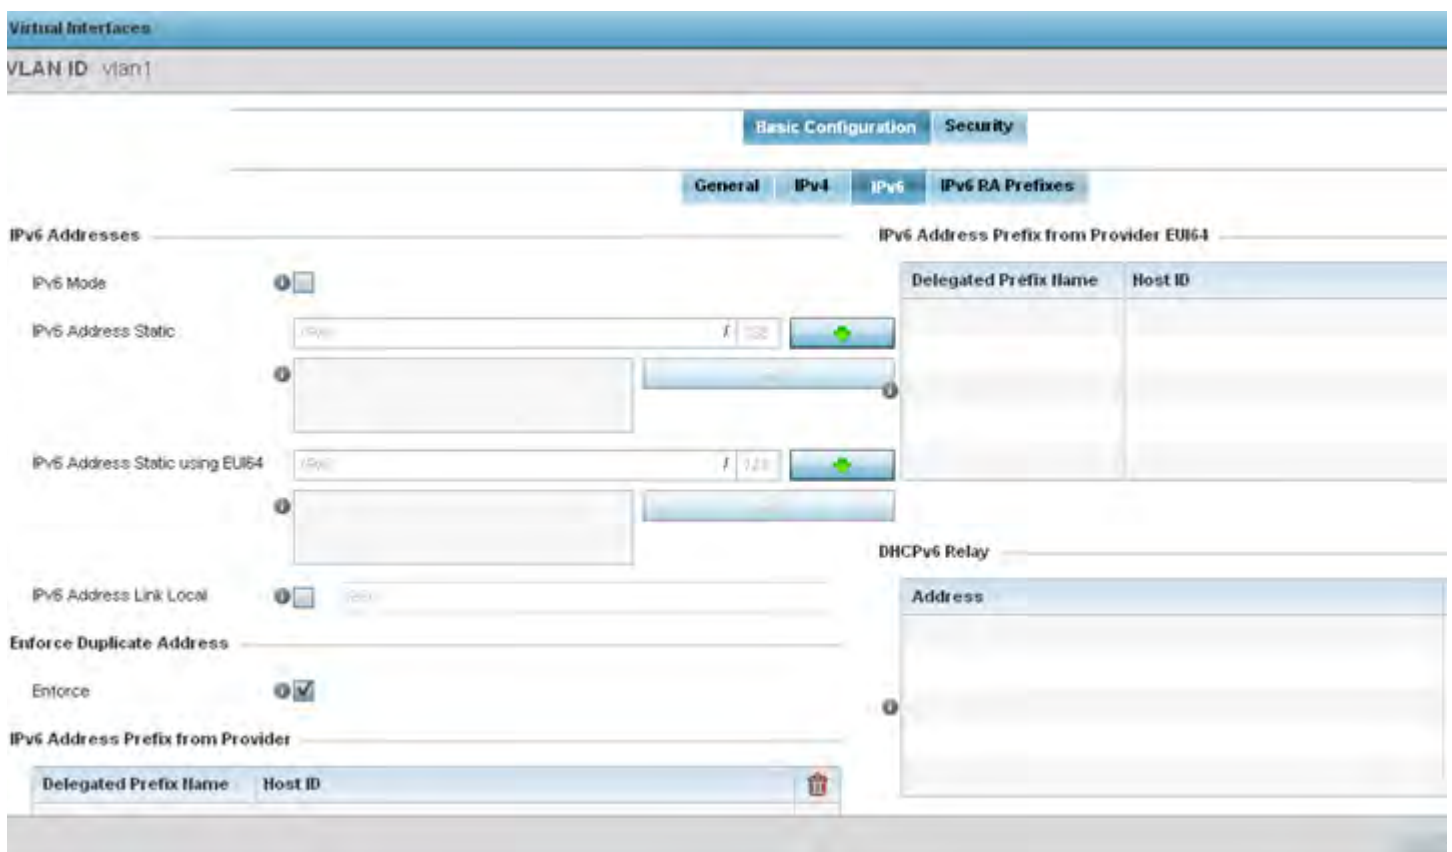 Virtual Interfaces
VLAN ID vlan1
Basic Configuration Security
General IPv4 IPv6 IPv6 RA Prefixes
IPv6 Addresses
IPv6 Mode
IPv6 Address Static
/
IPv6 Address Static using EUI64
/
IPv6 Address Link Local
Enforce Duplicate Address
Enforce
IPv6 Address Prefix from Provider
Delegated Prefix Name Host ID
IPv6 Address Prefix from Provider EUI64
Delegated Prefix Name Host ID
DHCPv6 Relay
Address